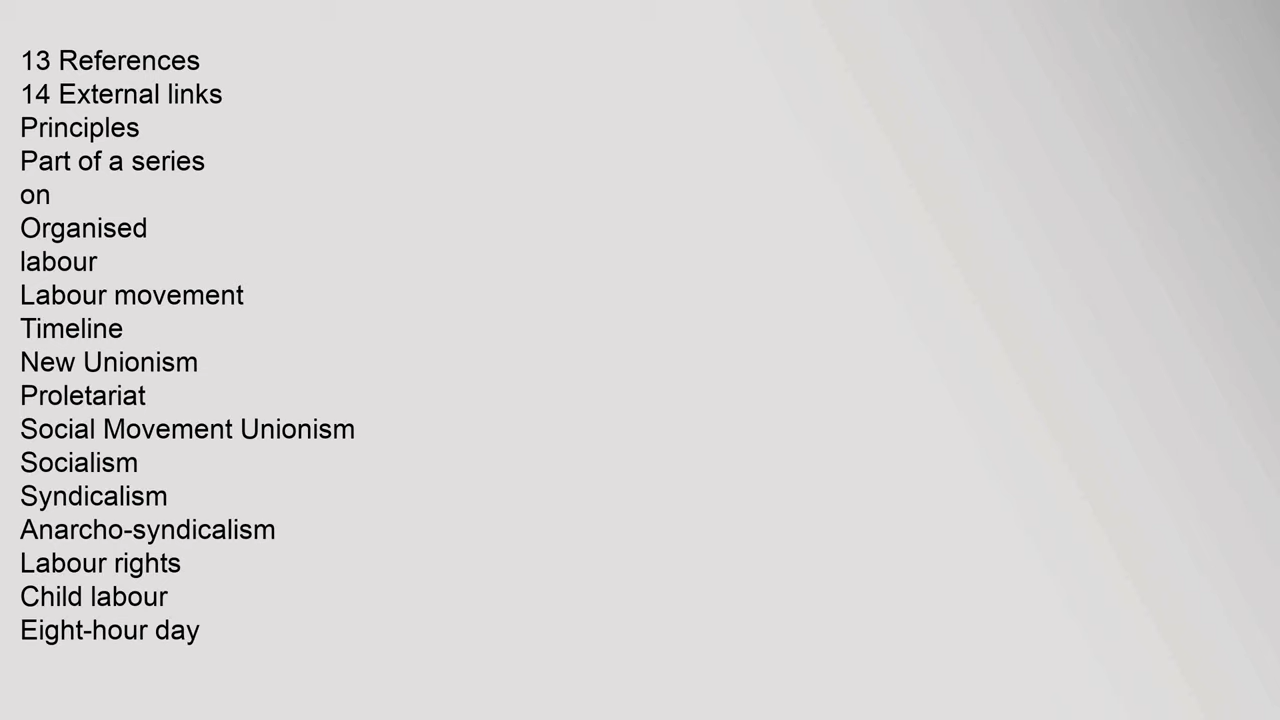 13 References
14 External links
Principles
Part of a series
on
Organised
labour
Labour movement
Timeline
New Unionism
Proletariat
Social Movement Unionism
Socialism
Syndicalism
Anarcho-syndicalism
Labour rights
Child labour
Eight-hour day